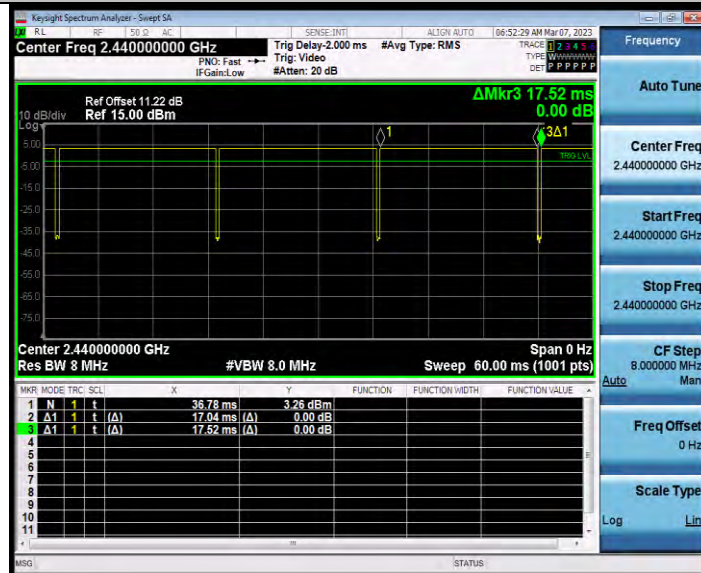 Keysight Spectrum Analyzer - Swept SA
LXI RL RF 50 Ω AC SENSE:INT ALIGN AUTO 06:52:29 AM Mar 07, 2023
Center Freq 2.440000000 GHz
PNO: Fast
IFGain:Low
Trig Delay-2.000 ms
Trig: Video
#Atten: 20 dB
#Avg Type: RMS
TRACE 1 2 3 4 5 6
TYPE WWWWWW
DET P P P P P P
Ref Offset 11.22 dB
10 dB/div Ref 15.00 dBm
ΔMkr3 17.52 ms
0.00 dB
Log
1
3Δ1
TRIG LVL
5.00
-5.00
-15.0
-25.0
-35.0
-45.0
-55.0
-65.0
-75.0
Center 2.440000000 GHz Span 0 Hz
Res BW 8 MHz #VBW 8.0 MHz Sweep 60.00 ms (1001 pts)
MKR MODE TRC SCL X Y FUNCTION FUNCTION WIDTH FUNCTION VALUE
1 N 1 t 36.78 ms 3.26 dBm
2 Δ1 1 t (Δ) 17.04 ms (Δ) 0.00 dB
3 Δ1 1 t (Δ) 17.52 ms (Δ) 0.00 dB
4
5
6
7
8
9
10
11
MSG STATUS
Frequency
Auto Tune
Center Freq
2.440000000 GHz
Start Freq
2.440000000 GHz
Stop Freq
2.440000000 GHz
CF Step
8.000000 MHz
Auto Man
Freq Offset
0 Hz
Scale Type
Log Lin